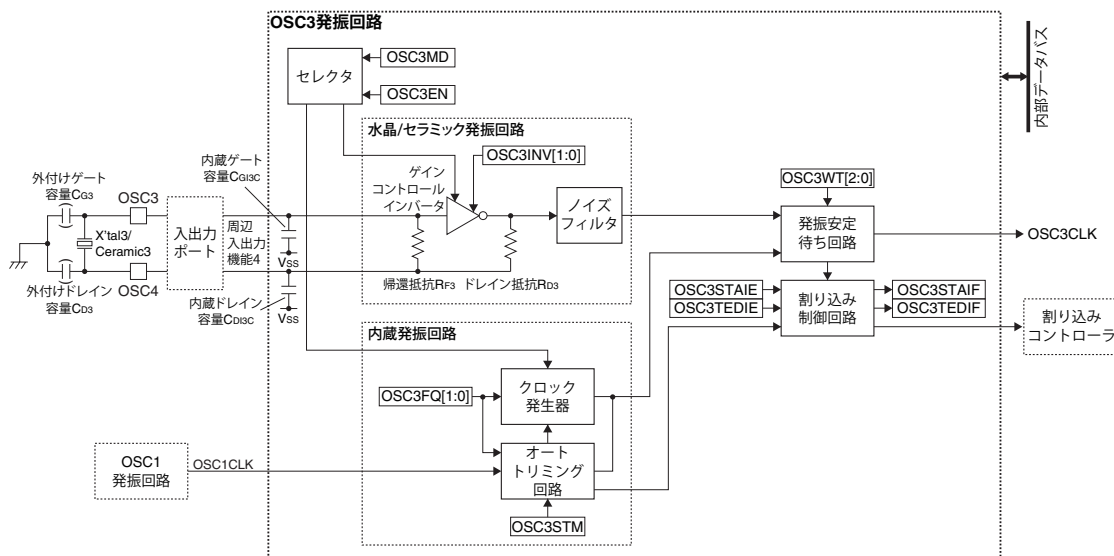 OSC3発振回路
内部データバス
セレクタ
OSC3MD
OSC3EN
水晶/セラミック発振回路
OSC3INV[1:0]
ゲイン
コントロール
インバータ
ノイズ
フィルタ
内蔵ゲート
容量CGI3C
外付けゲート
容量CG3
OSC3
X'tal3/
Ceramic3
入出力
ポート
周辺
入出力
機能4
VSS
OSC4
外付けドレイン
容量CD3
内蔵ドレイン
容量CDI3C
VSS
帰還抵抗RF3
ドレイン抵抗RD3
OSC3WT[2:0]
発振安定
待ち回路
OSC3CLK
OSC3STAIE
OSC3TEDIE
割り込み
制御回路
OSC3STAIF
OSC3TEDIF
割り込み
コントローラ
内蔵発振回路
OSC3FQ[1:0]
クロック
発生器
オート
トリミング
回路
OSC3STM
OSC1
発振回路
OSC1CLK